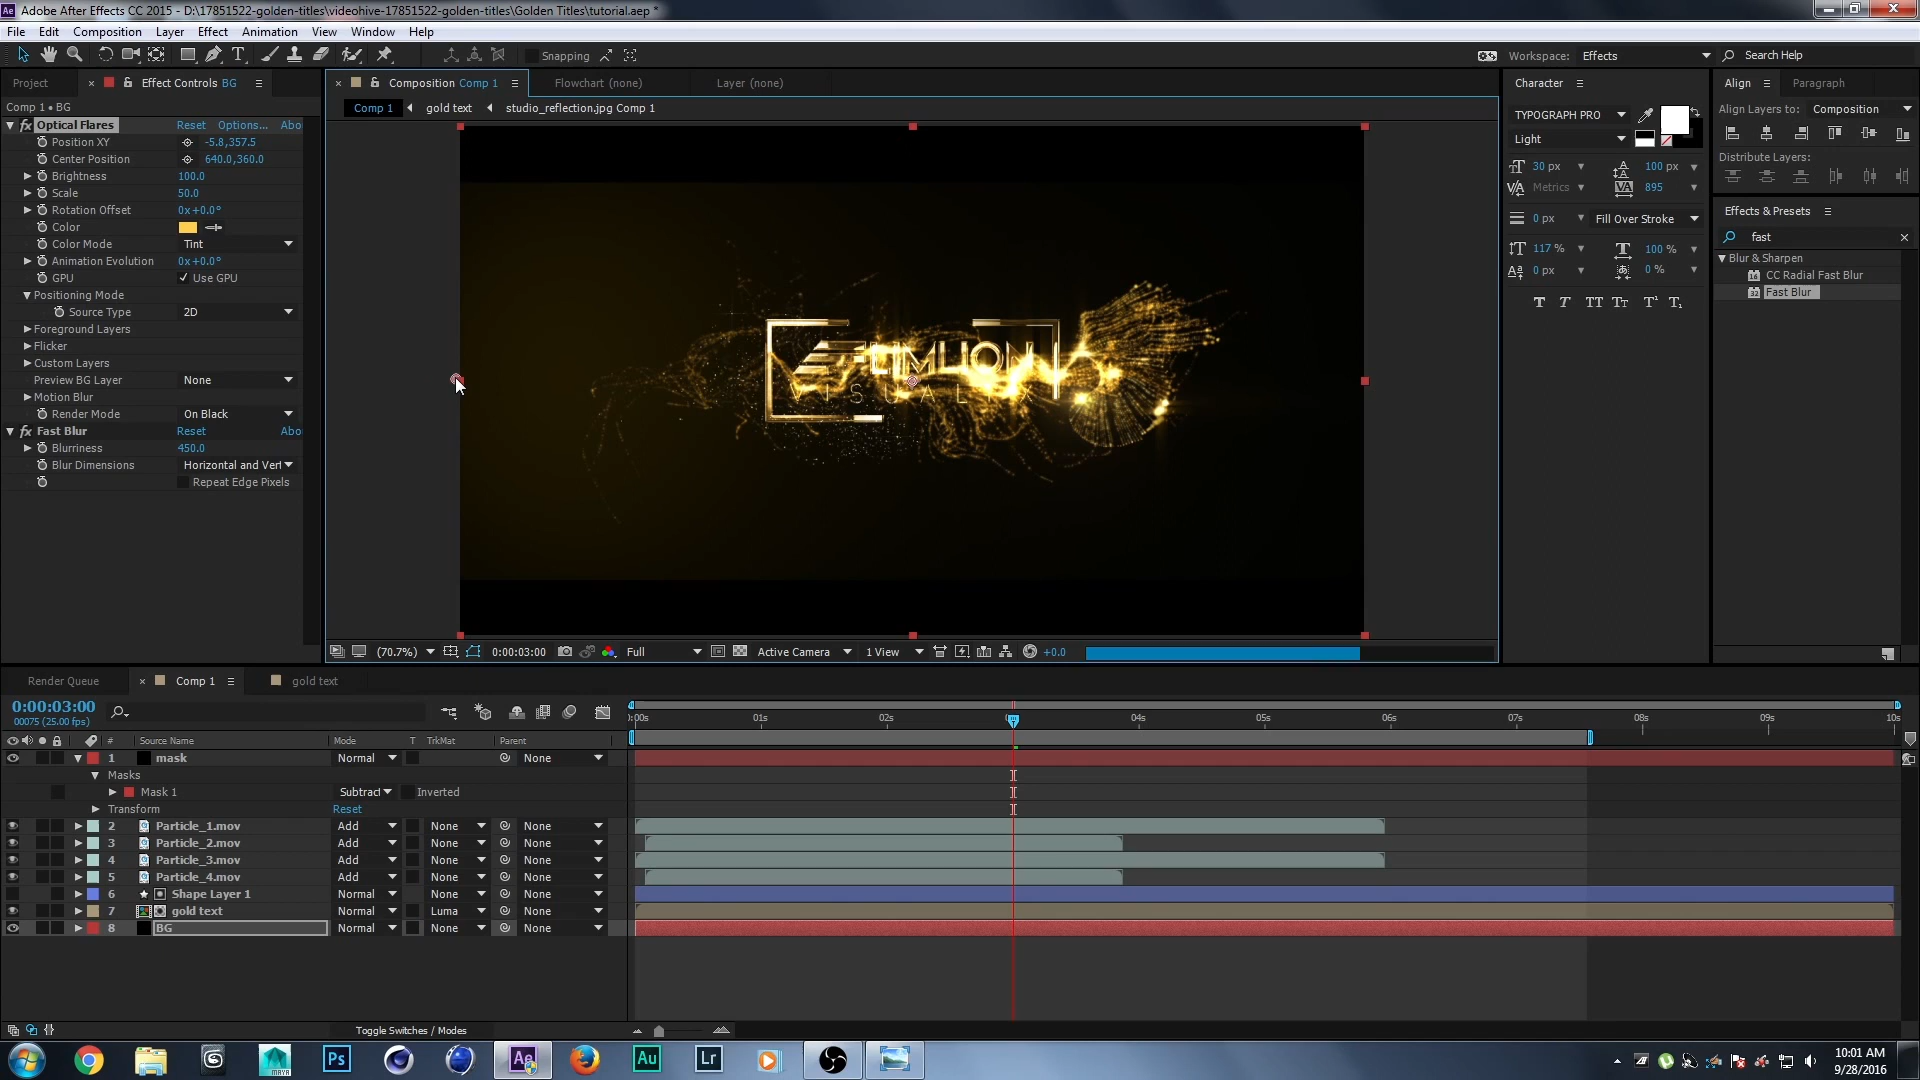 Adobe After Effects CC 2015 - D:\17851522-golden-titles\videohive-17851522-golden-titles\Golden Titles\tutorial.aep *
File Edit Composition Layer Effect Animation View Window Help
Snapping
Workspace: Effects
Search Help
Project
Effect Controls BG
Composition Comp 1
Flowchart (none)
Layer (none)
Character
Align
Paragraph
Comp 1 • BG
Comp 1
gold text
studio_reflection.jpg Comp 1
Optical Flares Reset Options... Abo
Position XY -5.8,357.5
Center Position 640.0,360.0
Brightness 100.0
Scale 50.0
Rotation Offset 0x+0.0°
Color
Color Mode Tint
Animation Evolution 0x+0.0°
GPU Use GPU
Positioning Mode
Source Type 2D
Foreground Layers
Flicker
Custom Layers
Preview BG Layer None
Motion Blur
Render Mode On Black
Fast Blur Reset Abo
Blurriness 450.0
Blur Dimensions Horizontal and Vert
Repeat Edge Pixels
LIMLION
VISUALIX
TYPOGRAPH PRO
Light
30 px 100 px
Metrics 895
0 px Fill Over Stroke
117 % 100 %
0 px 0 %
Align Layers to: Composition
Distribute Layers:
Effects & Presets
fast
Blur & Sharpen
CC Radial Fast Blur
Fast Blur
(70.7%) 0:00:03:00 Full Active Camera 1 View +0.0
Render Queue
Comp 1
gold text
0:00:03:00
00075 (25.00 fps)
:00s 01s 02s 04s 05s 06s 07s 08s 09s 10s
# Source Name Mode T TrkMat Parent
1 mask Normal None
Masks
Mask 1 Subtract Inverted
Transform Reset
2 Particle_1.mov Add None None
3 Particle_2.mov Add None None
4 Particle_3.mov Add None None
5 Particle_4.mov Add None None
6 Shape Layer 1 Normal None None
7 gold text Normal Luma None
8 BG Normal None None
Toggle Switches / Modes
MAYA
Ps
Ae
Au
Lr
10:01 AM
9/28/2016